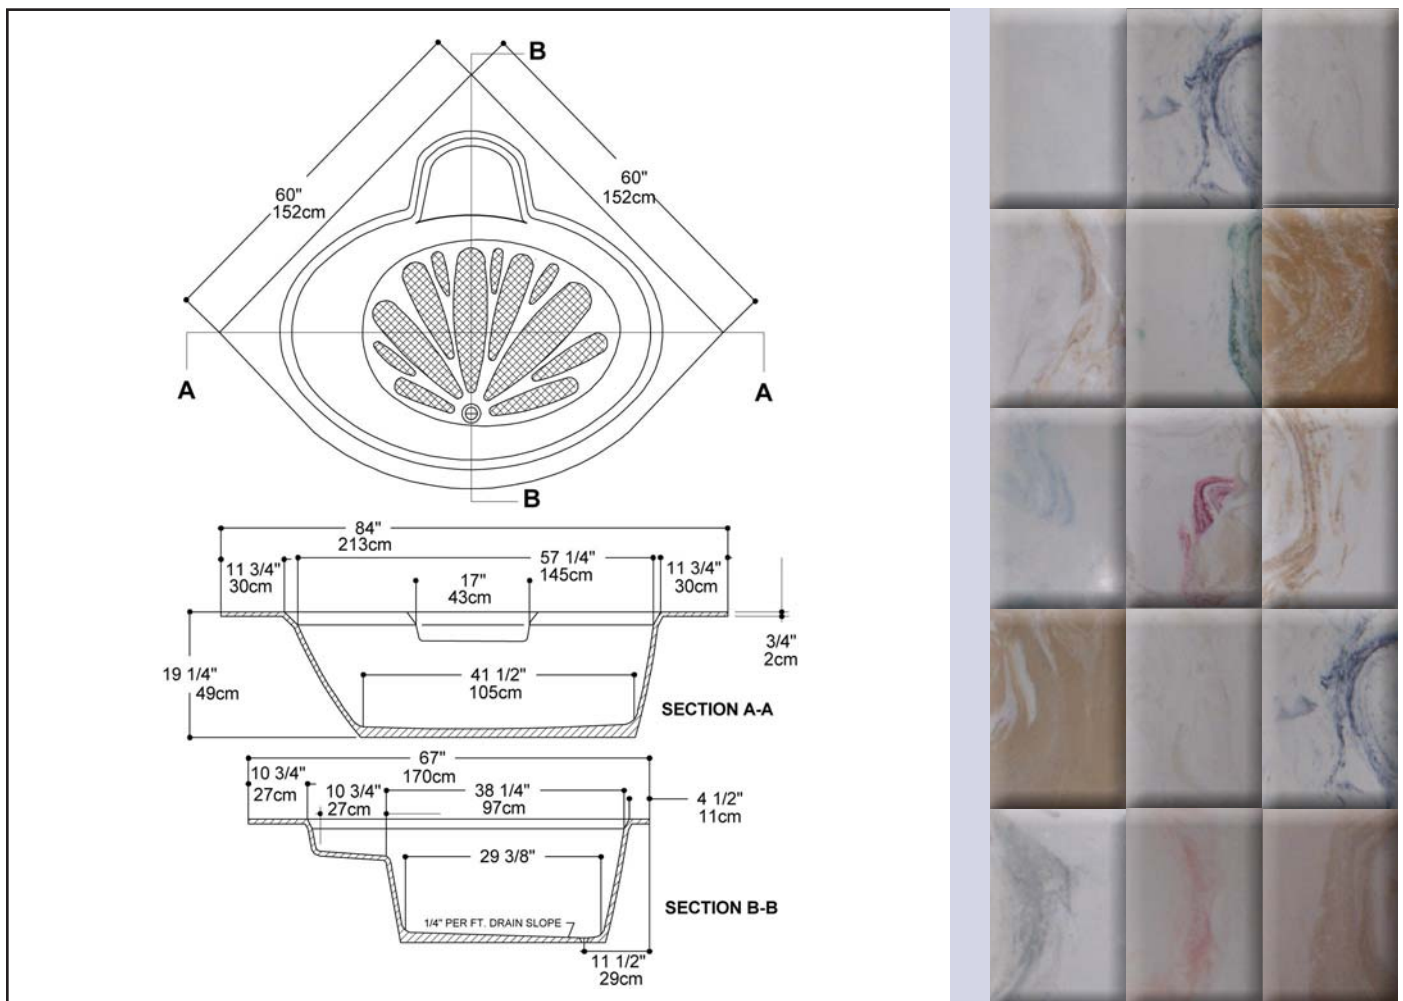 B
60"
152cm
60"
152cm
A
A
B
84"
213cm
11 3/4"
30cm
57 1/4"
145cm
11 3/4"
30cm
17"
43cm
3/4"
2cm
19 1/4"
49cm
41 1/2"
105cm
SECTION A-A
67"
170cm
10 3/4"
27cm
10 3/4"
27cm
38 1/4"
97cm
4 1/2"
11cm
29 3/8"
SECTION B-B
1/4" PER FT. DRAIN SLOPE
11 1/2"
29cm